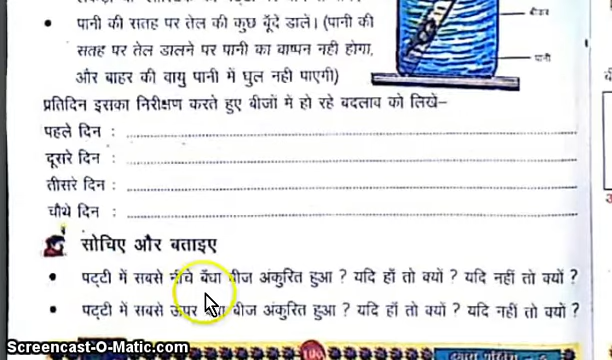 पानी की सतह पर तेल की कुछ बूँदें डालें। (पानी की
सतह पर तेल डालने पर पानी का वाष्पन नही होगा,
और बाहर की वायु पानी में घुल नही पाएगी)
बीकर
पानी
प्रतिदिन इसका निरीक्षण करते हुए बीजों में हो रहे बदलाव को लिखें–
पहले दिन :
दूसरे दिन :
तीसरे दिन :
चौथे दिन :
सोचिए और बताइए
पट्टी में सबसे नीचे बँधा बीज अंकुरित हुआ ? यदि हाँ तो क्यों ? यदि नहीं तो क्यों ?
पट्टी में सबसे ऊपर बीज अंकुरित हुआ ? यदि हाँ तो क्यों ? यदि नहीं तो क्यों ?
Screencast-O-Matic.com